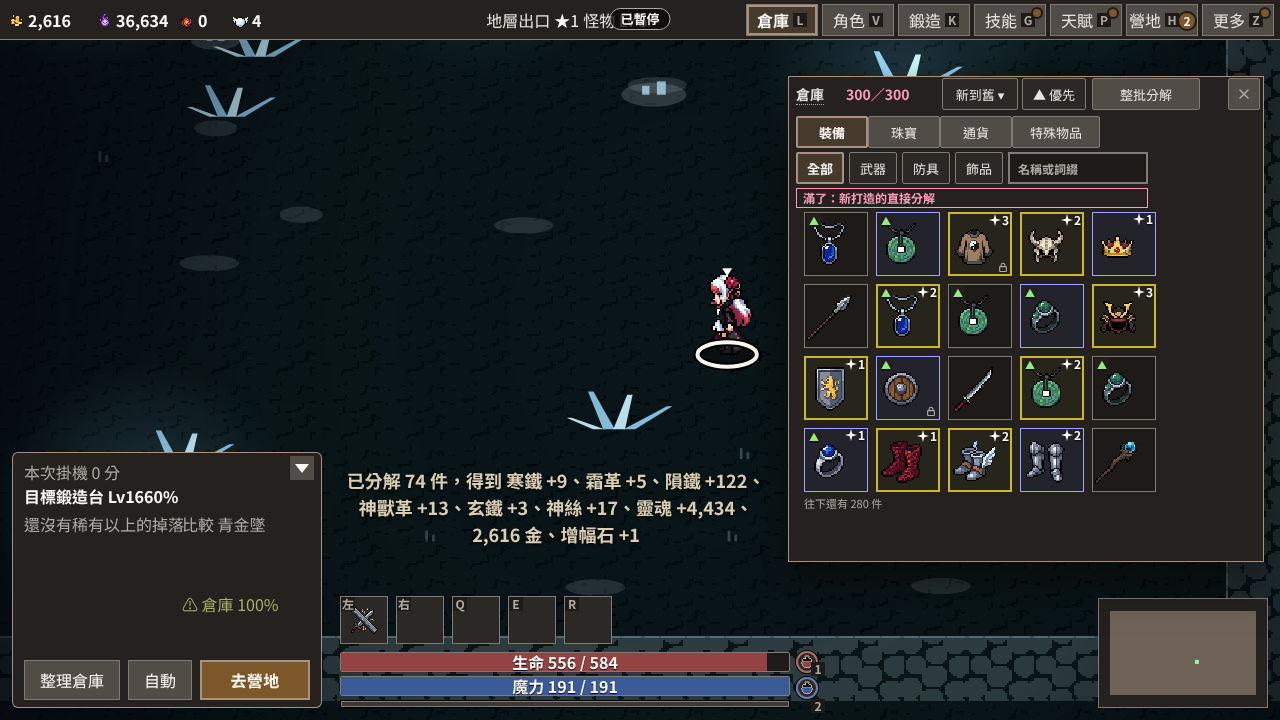 2,616 36,634 0 4
地層出口 ★1 怪物 已暫停
倉庫 L 角色 V 鍛造 K 技能 G 天賦 P 營地 H 2 更多 Z
倉庫 300／300 新到舊 ▾ ▲優先 整批分解 ✕
裝備 珠寶 通貨 特殊物品
全部 武器 防具 飾品 名稱或詞綴
滿了：新打造的直接分解
3 2 1
2 3
1 2
1 1 2 2
往下還有 280 件
本次掛機 0 分
目標鍛造台 Lv1660%
還沒有稀有以上的掉落比較 青金墜
⚠ 倉庫 100%
整理倉庫 自動 去營地
已分解 74 件，得到 寒鐵 +9、霜革 +5、隕鐵 +122、
神獸革 +13、玄鐵 +3、神絲 +17、靈魂 +4,434、
2,616 金、增幅石 +1
左 右 Q E R
生命 556 / 584 1
魔力 191 / 191 2